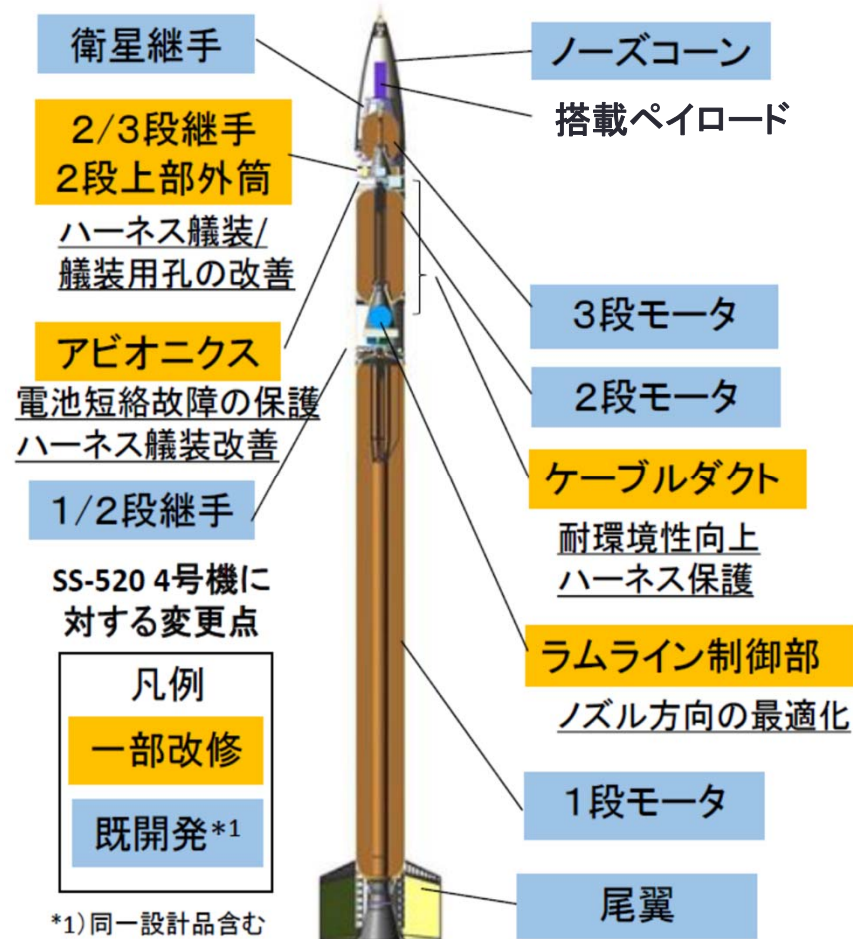 衛星継手
2/3段継手
2段上部外筒
ハーネス艤装/
艤装用孔の改善
アビオニクス
電池短絡故障の保護
ハーネス艤装改善
1/2段継手
SS-520 4号機に
対する変更点
凡例
一部改修
既開発*1
*1)同一設計品含む
ノーズコーン
搭載ペイロード
3段モータ
2段モータ
ケーブルダクト
耐環境性向上
ハーネス保護
ラムライン制御部
ノズル方向の最適化
1段モータ
尾翼